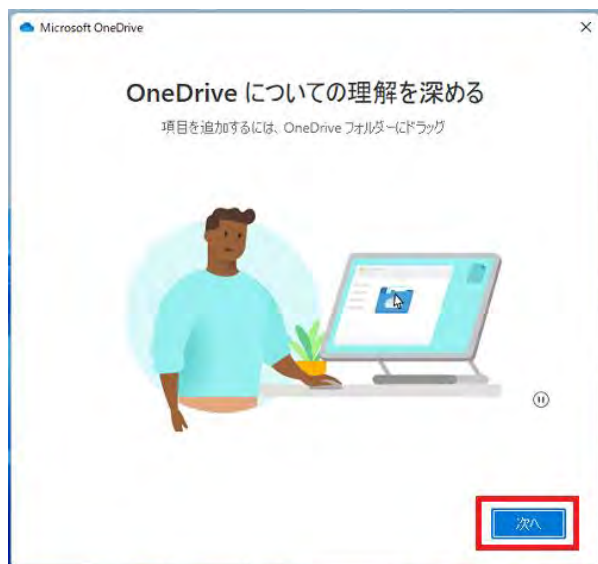 Microsoft OneDrive
OneDrive についての理解を深める
項目を追加するには、OneDrive フォルダーにドラッグ
次へ